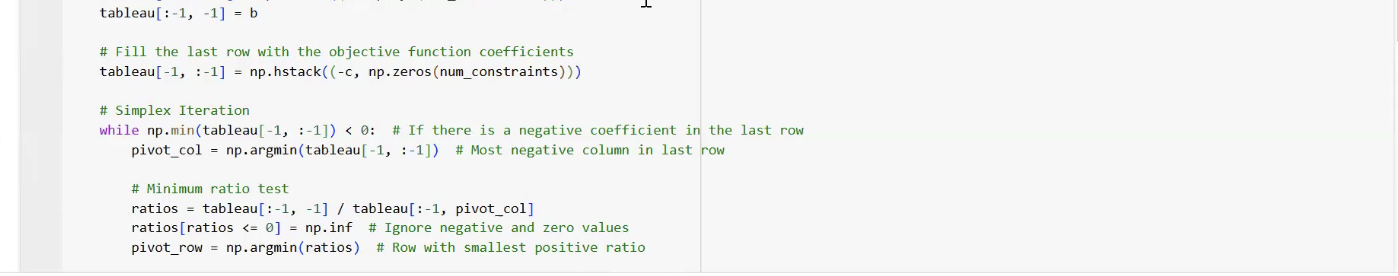 tableau[:-1, -1] = b
# Fill the last row with the objective function coefficients
tableau[-1, :-1] = np.hstack((-c, np.zeros(num_constraints)))
# Simplex Iteration
while np.min(tableau[-1, :-1]) < 0:  # If there is a negative coefficient in the last row
pivot_col = np.argmin(tableau[-1, :-1])  # Most negative column in last row
# Minimum ratio test
ratios = tableau[:-1, -1] / tableau[:-1, pivot_col]
ratios[ratios <= 0] = np.inf  # Ignore negative and zero values
pivot_row = np.argmin(ratios)  # Row with smallest positive ratio